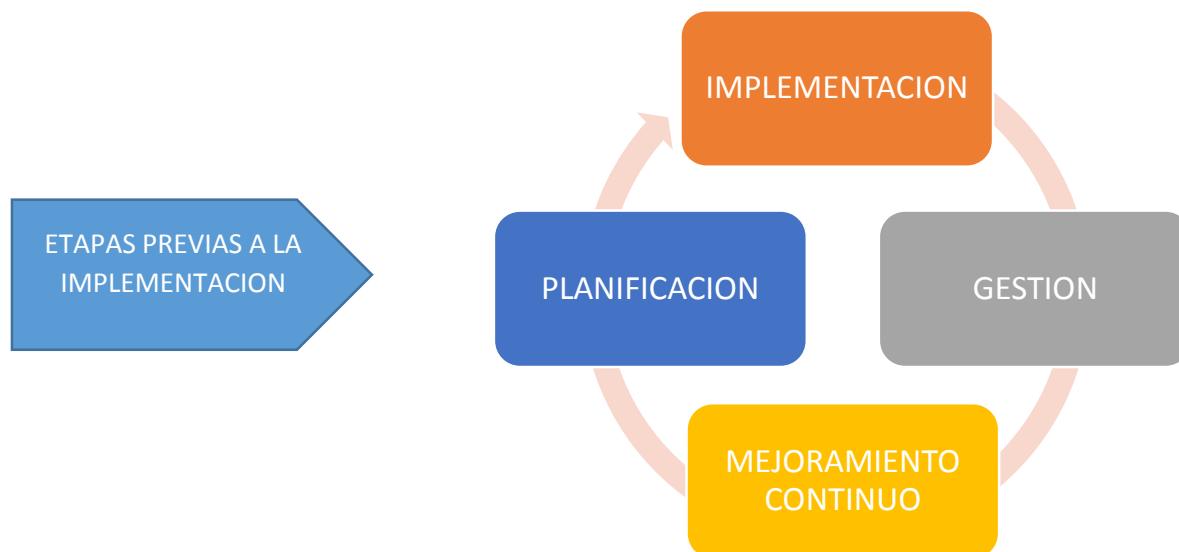 IMPLEMENTACION
ETAPAS PREVIAS A LA
IMPLEMENTACION
PLANIFICACION
GESTION
MEJORAMIENTO
CONTINUO